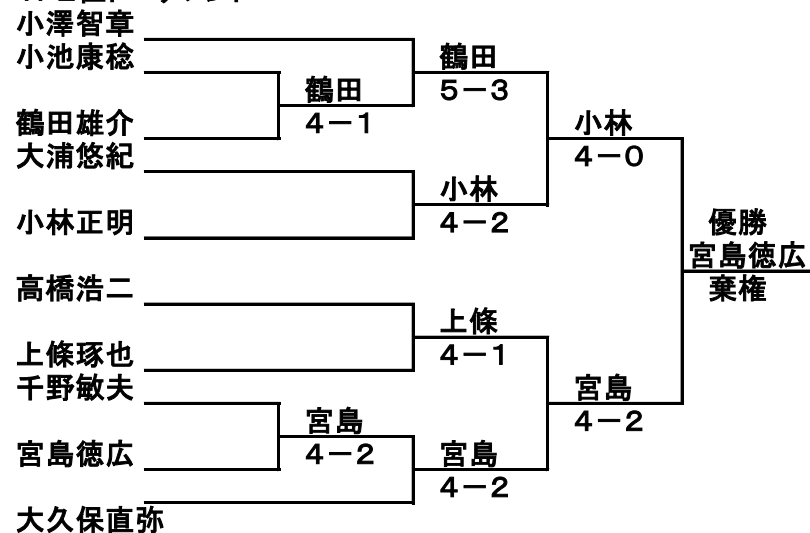 小澤智章
小池康稔
鶴田雄介
大浦悠紀
小林正明
高橋浩二
上條琢也
千野敏夫
宮島徳広
大久保直弥
鶴田
4－1
宮島
4－2
鶴田
5－3
小林
4－2
上條
4－1
宮島
4－2
小林
4－0
宮島
4－2
優勝
宮島徳広
棄権